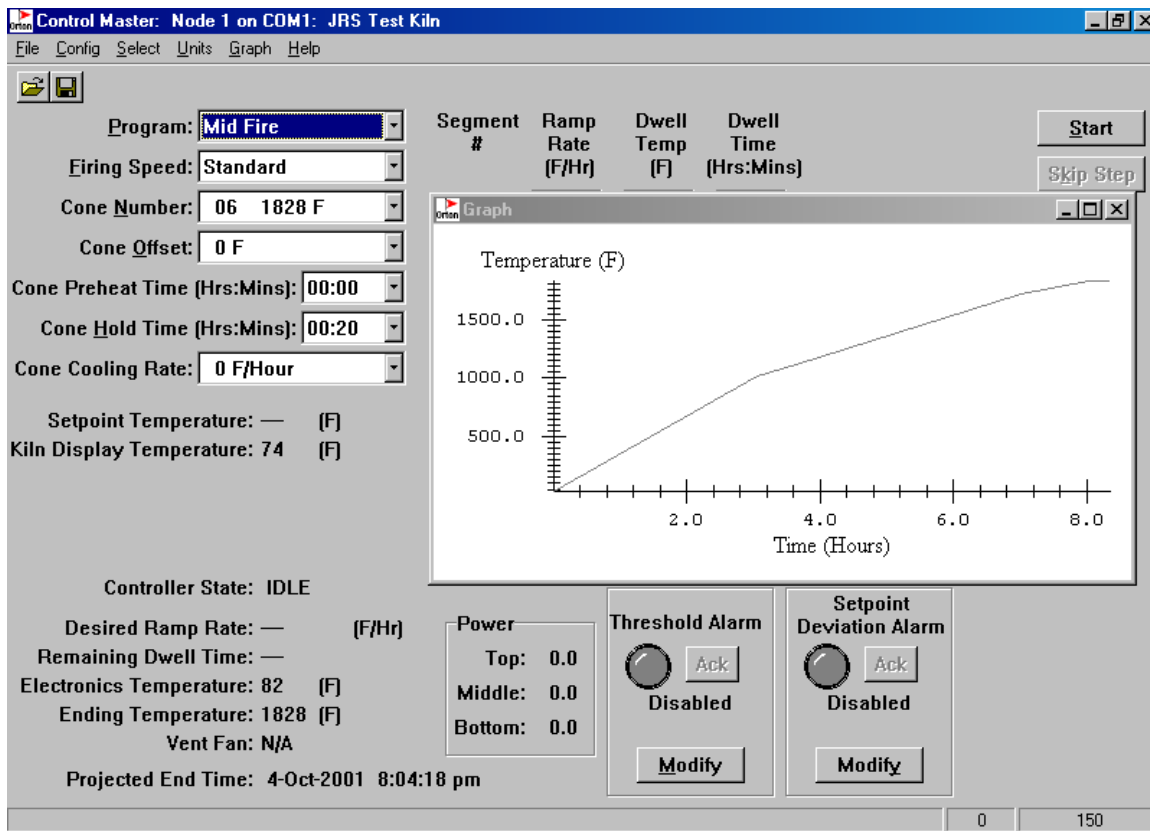 Orton Control Master: Node 1 on COM1: JRS Test Kiln
File Config Select Units Graph Help
Program: Mid Fire
Firing Speed: Standard
Cone Number: 06 1828 F
Cone Offset: 0 F
Cone Preheat Time (Hrs:Mins): 00:00
Cone Hold Time (Hrs:Mins): 00:20
Cone Cooling Rate: 0 F/Hour
Setpoint Temperature: — (F)
Kiln Display Temperature: 74 (F)
Segment Ramp Dwell Dwell
# Rate Temp Time
(F/Hr) (F) (Hrs:Mins)
Start
Skip Step
Orton Graph
Temperature (F)
1500.0
1000.0
500.0
2.0 4.0 6.0 8.0
Time (Hours)
Controller State: IDLE
Desired Ramp Rate: — (F/Hr)
Remaining Dwell Time: —
Electronics Temperature: 82 (F)
Ending Temperature: 1828 (F)
Vent Fan: N/A
Projected End Time: 4-Oct-2001 8:04:18 pm
Power
Top: 0.0
Middle: 0.0
Bottom: 0.0
Threshold Alarm
Ack
Disabled
Modify
Setpoint
Deviation Alarm
Ack
Disabled
Modify
0 150